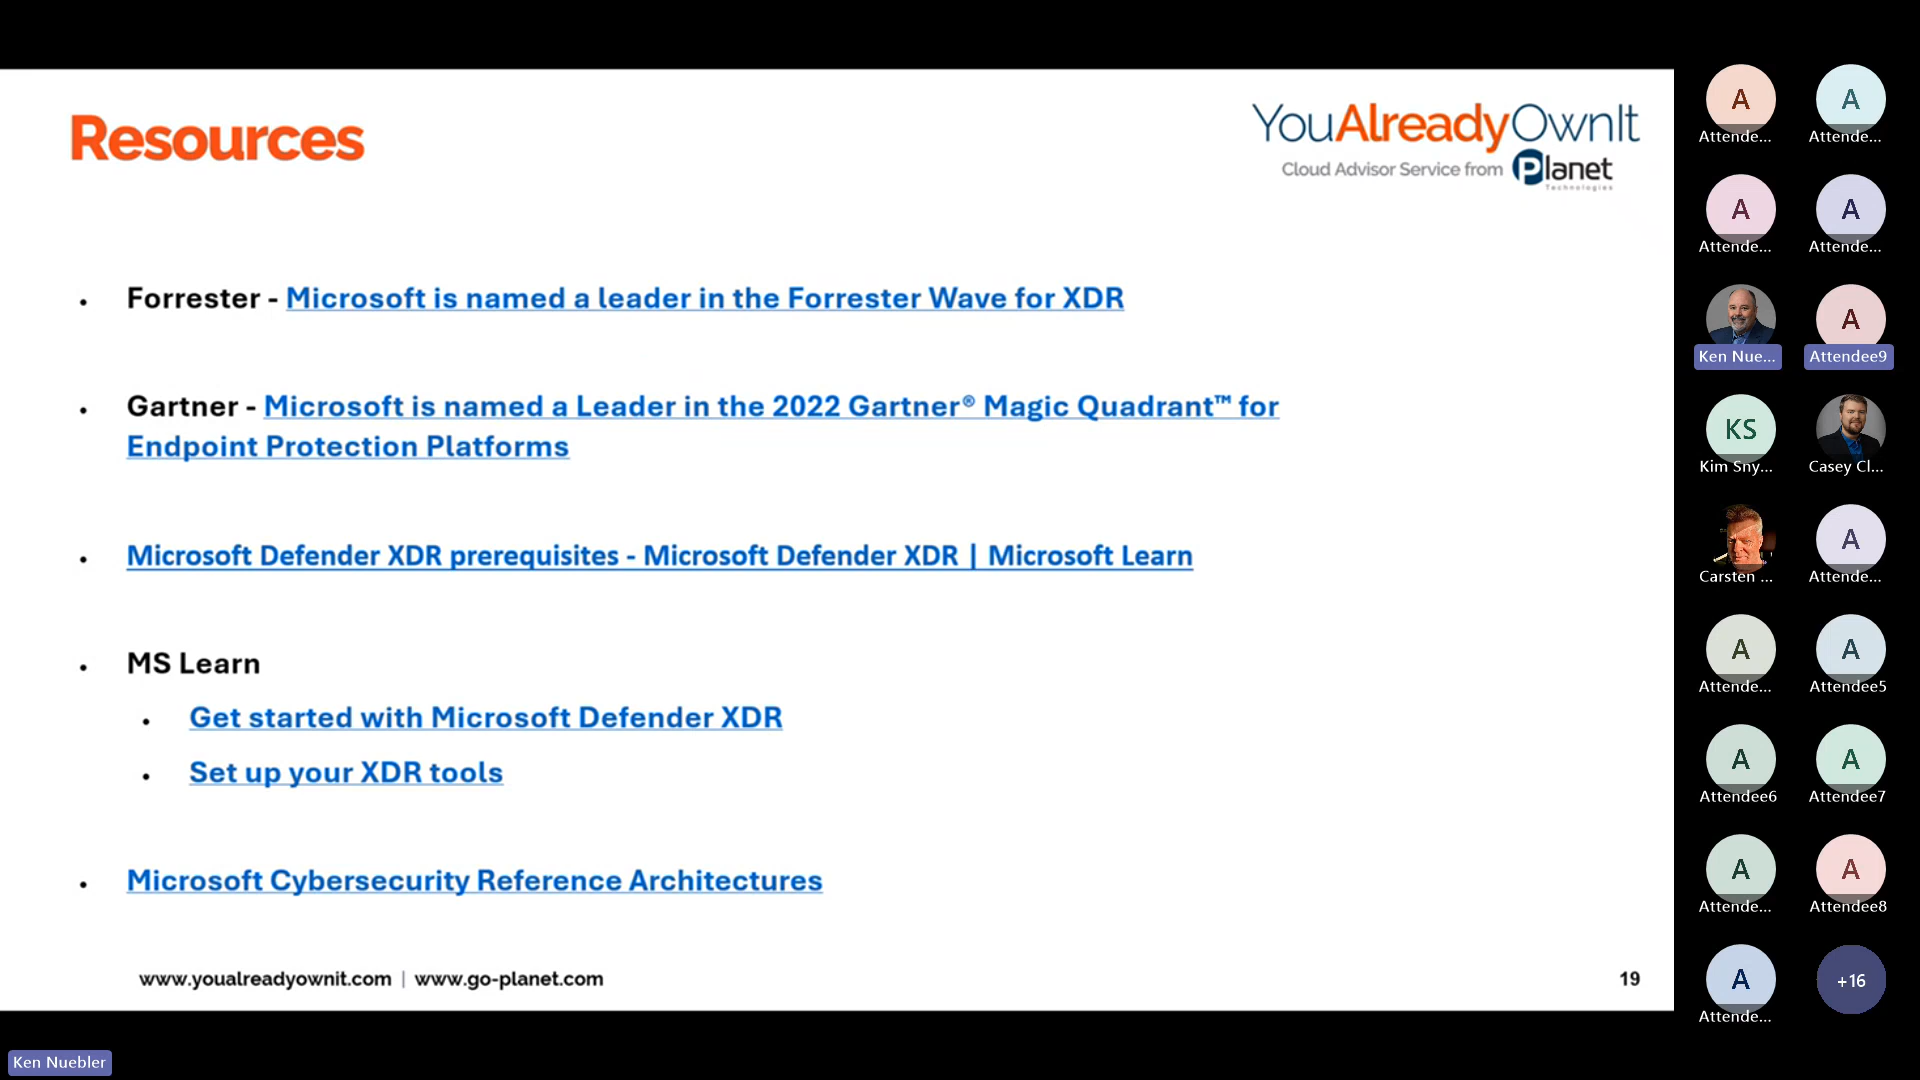 Resources
YouAlreadyOwnIt
Cloud Advisor Service from Planet
Technologies
• Forrester - Microsoft is named a leader in the Forrester Wave for XDR
• Gartner - Microsoft is named a Leader in the 2022 Gartner® Magic Quadrant™ for
Endpoint Protection Platforms
• Microsoft Defender XDR prerequisites - Microsoft Defender XDR | Microsoft Learn
• MS Learn
• Get started with Microsoft Defender XDR
• Set up your XDR tools
• Microsoft Cybersecurity Reference Architectures
www.youalreadyownit.com | www.go-planet.com
19
A A
Attende... Attende...
A A
Attende... Attende...
A
Ken Nue... Attendee9
KS
Kim Sny... Casey Cl...
A
Carsten ... Attende...
A A
Attende... Attendee5
A A
Attendee6 Attendee7
A A
Attende... Attendee8
A +16
Attende...
Ken Nuebler